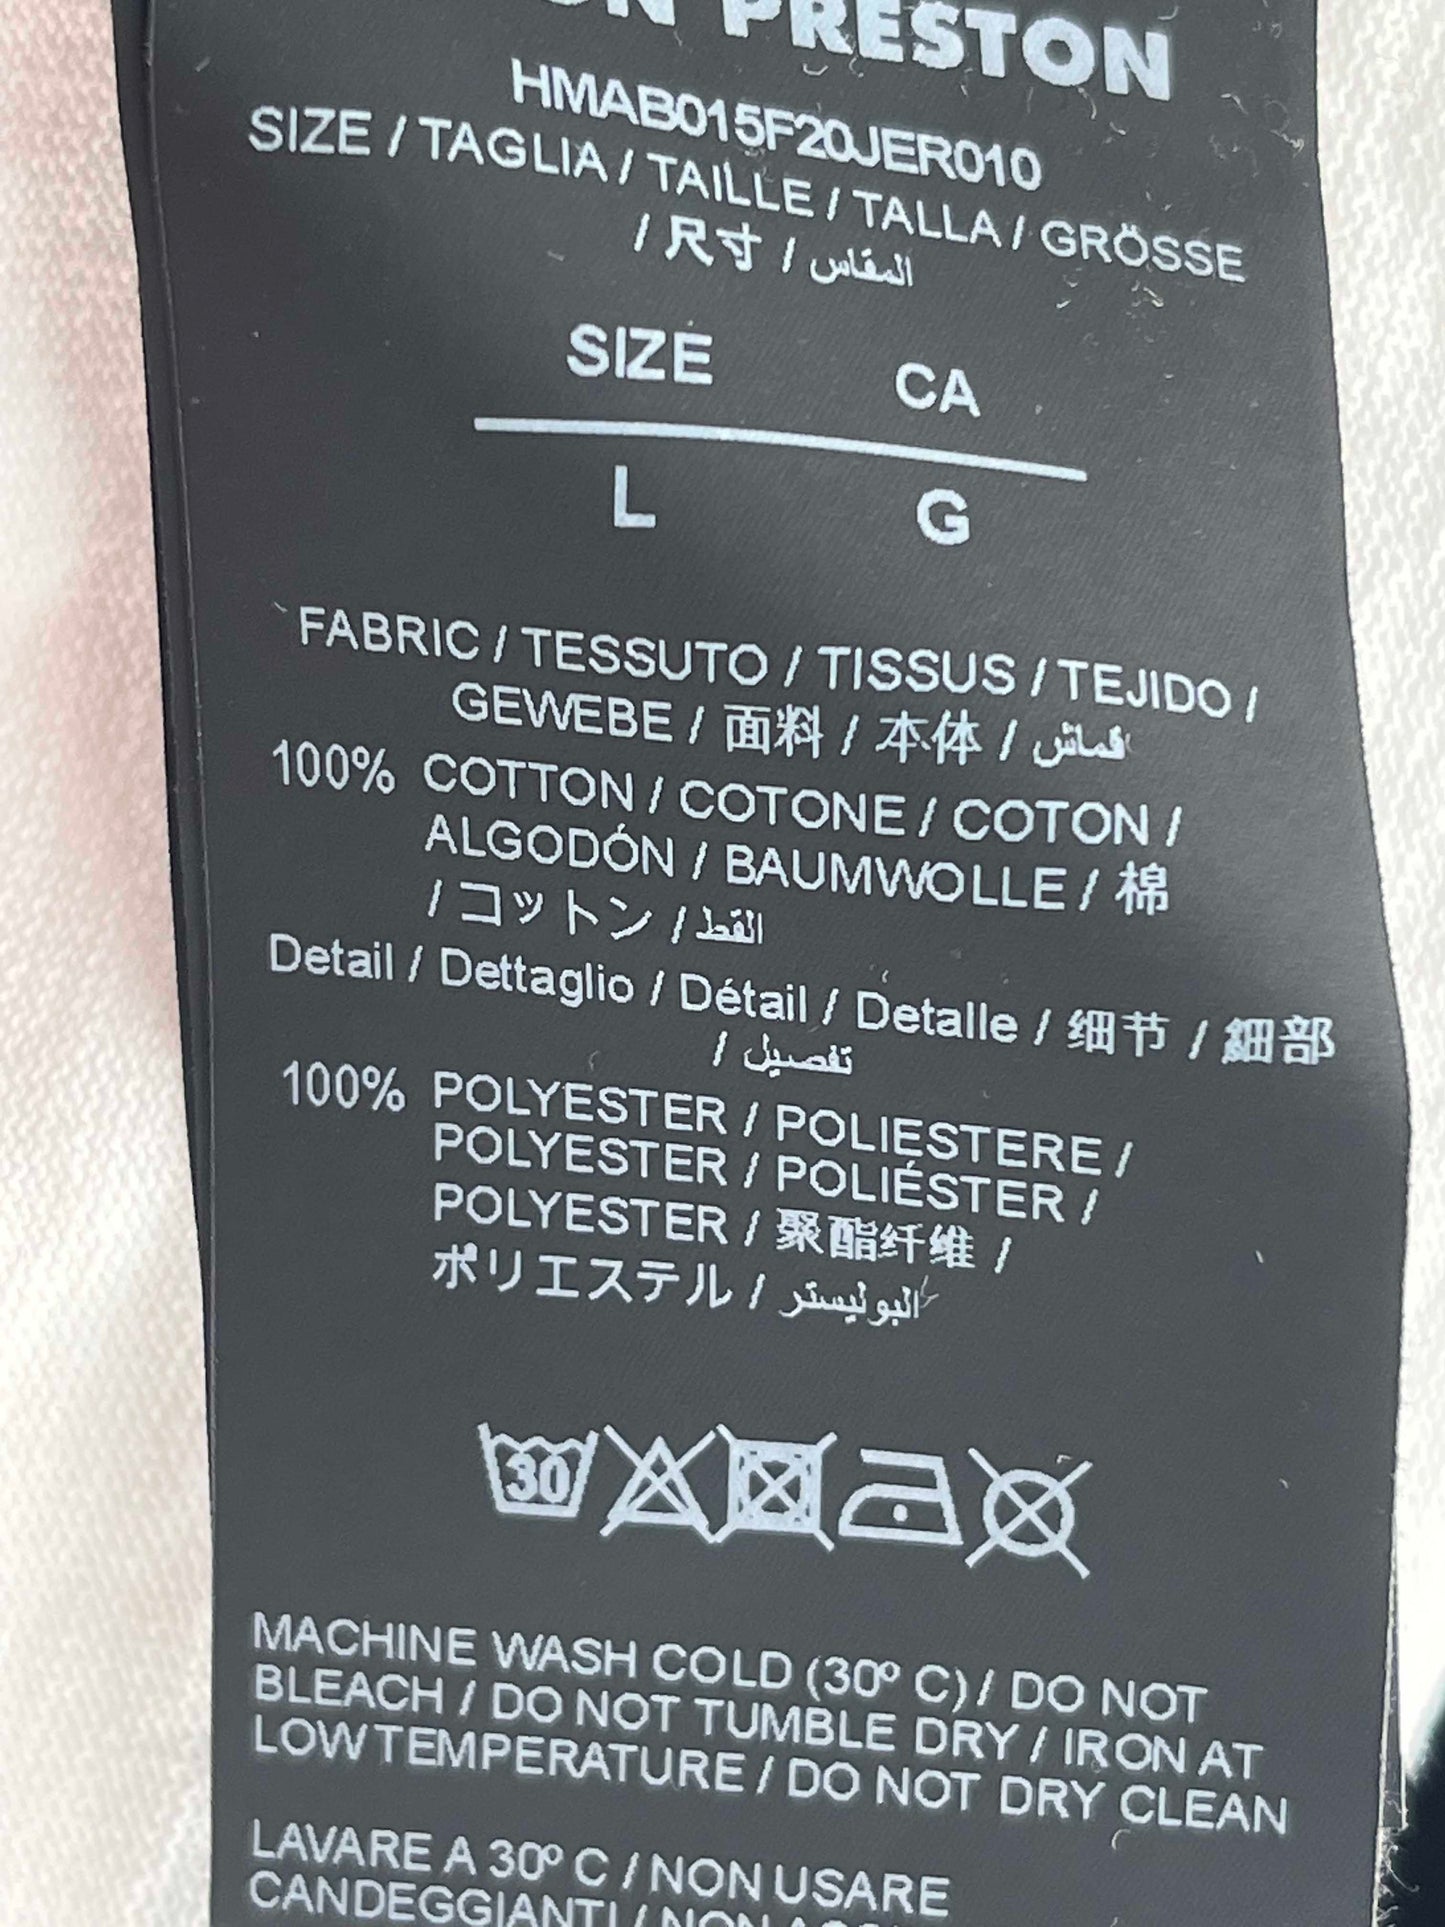 ON PRESTON
HMAB015F20JER010
SIZE / TAGLIA / TAILLE / TALLA / GRÖSSE
/ 尺寸 / المقاس
SIZE CA
L G
FABRIC / TESSUTO / TISSUS / TEJIDO /
GEWEBE / 面料 / 本体 / قماش
100% COTTON / COTONE / COTON /
ALGODÓN / BAUMWOLLE / 棉
/ コットン / القط
Detail / Dettaglio / Détail / Detalle / 细节 / 細部
/ تفصيل
100% POLYESTER / POLIESTERE /
POLYESTER / POLIÉSTER /
POLYESTER / 聚酯纤维 /
ポリエステル / البوليستر
30
MACHINE WASH COLD (30º C) / DO NOT
BLEACH / DO NOT TUMBLE DRY / IRON AT
LOW TEMPERATURE / DO NOT DRY CLEAN
LAVARE A 30º C / NON USARE
CANDEGGIANTI / NON